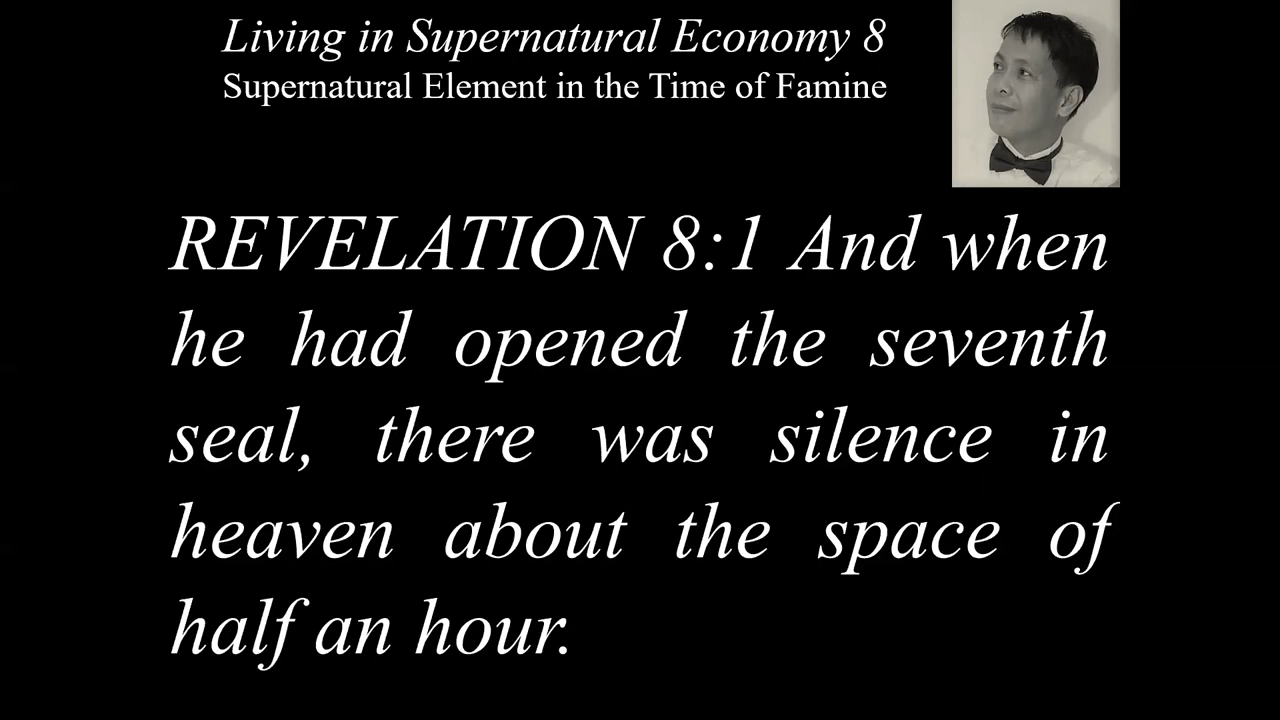 Living in Supernatural Economy 8
Supernatural Element in the Time of Famine
REVELATION 8:1 And when
he had opened the seventh
seal, there was silence in
heaven about the space of
half an hour.